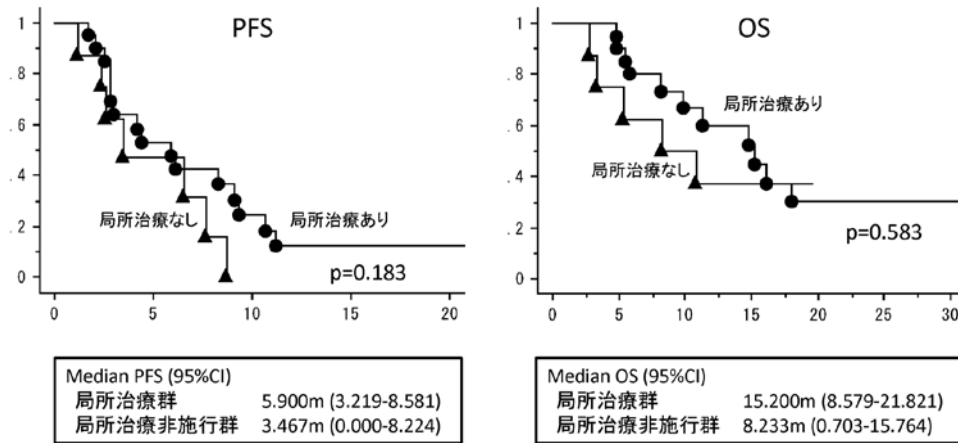 PFS
1
.8
.6
.4
.2
0
局所治療なし
局所治療あり
p=0.183
0 5 10 15 20
Median PFS (95%CI)
局所治療群 5.900m (3.219-8.581)
局所治療非施行群 3.467m (0.000-8.224)
OS
1
.8
.6
.4
.2
0
局所治療あり
局所治療なし
p=0.583
0 5 10 15 20 25 30
Median OS (95%CI)
局所治療群 15.200m (8.579-21.821)
局所治療非施行群 8.233m (0.703-15.764)